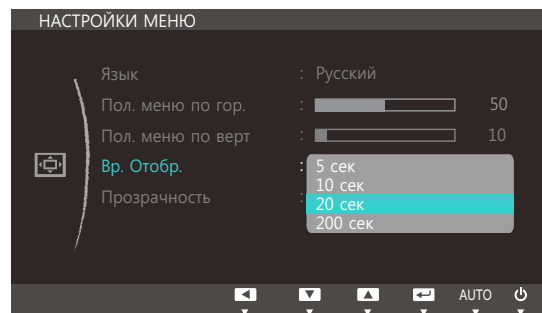 НАСТРОЙКИ МЕНЮ
Язык : Русский
Пол. меню по гор. : 50
Пол. меню по верт : 10
Вр. Отобр. : 5 сек
10 сек
Прозрачность : 20 сек
200 сек
AUTO